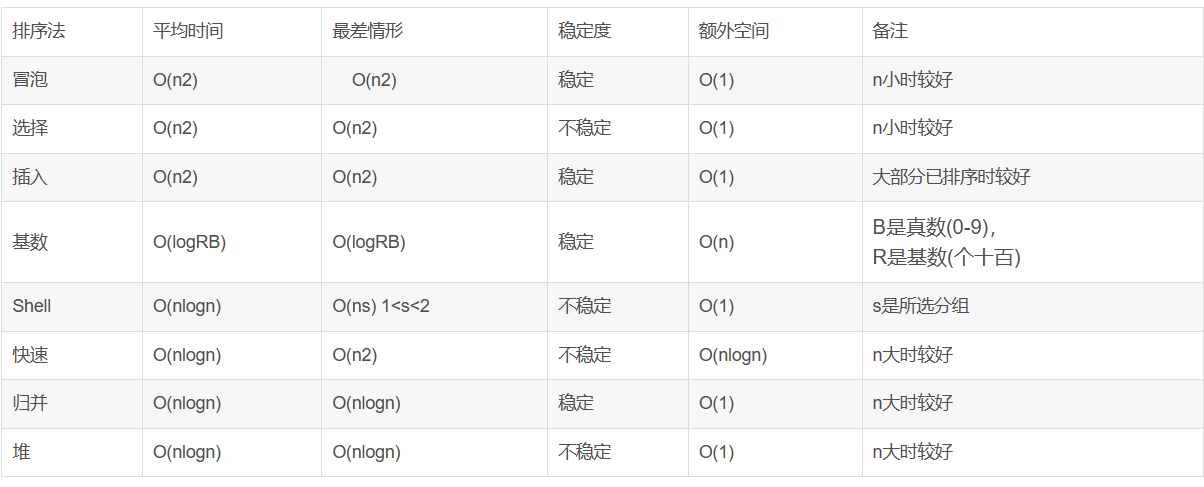 排序法 平均时间 最差情形 稳定度 额外空间 备注
冒泡 O(n2) O(n2) 稳定 O(1) n小时较好
选择 O(n2) O(n2) 不稳定 O(1) n小时较好
插入 O(n2) O(n2) 稳定 O(1) 大部分已排序时较好
基数 O(logRB) O(logRB) 稳定 O(n) B是真数(0-9),
R是基数(个十百)
Shell O(nlogn) O(ns) 1<s<2 不稳定 O(1) s是所选分组
快速 O(nlogn) O(n2) 不稳定 O(nlogn) n大时较好
归并 O(nlogn) O(nlogn) 稳定 O(1) n大时较好
堆 O(nlogn) O(nlogn) 不稳定 O(1) n大时较好